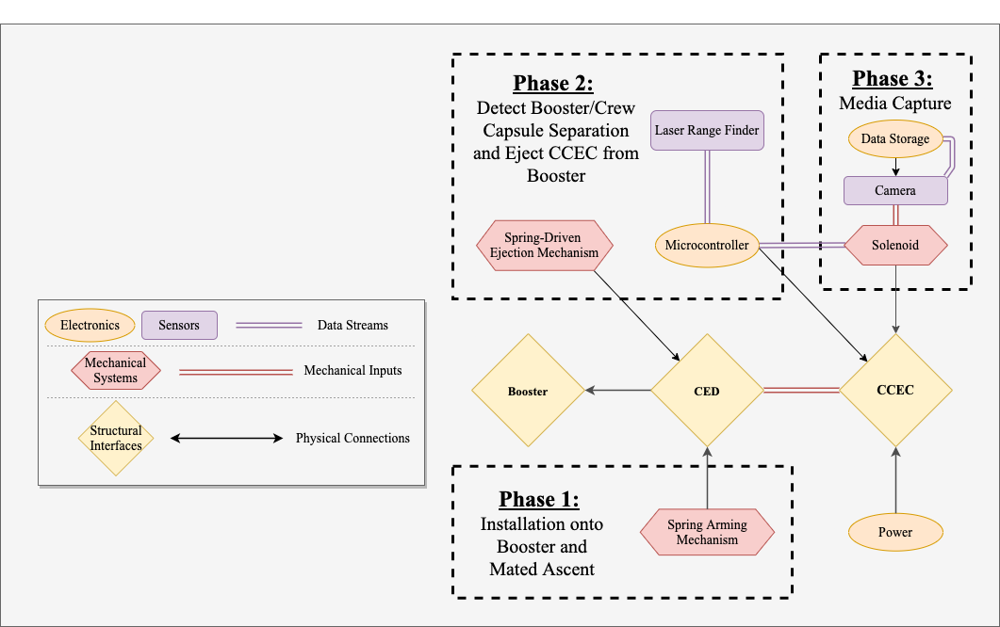 Phase 2:
Detect Booster/Crew
Capsule Separation
and Eject CCEC from
Booster
Laser Range Finder
Spring-Driven
Ejection Mechanism
Microcontroller
Phase 3:
Media Capture
Data Storage
Camera
Solenoid
Electronics
Sensors
Data Streams
Mechanical
Systems
Mechanical Inputs
Structural
Interfaces
Physical Connections
Booster
CED
CCEC
Phase 1:
Installation onto
Booster and
Mated Ascent
Spring Arming
Mechanism
Power